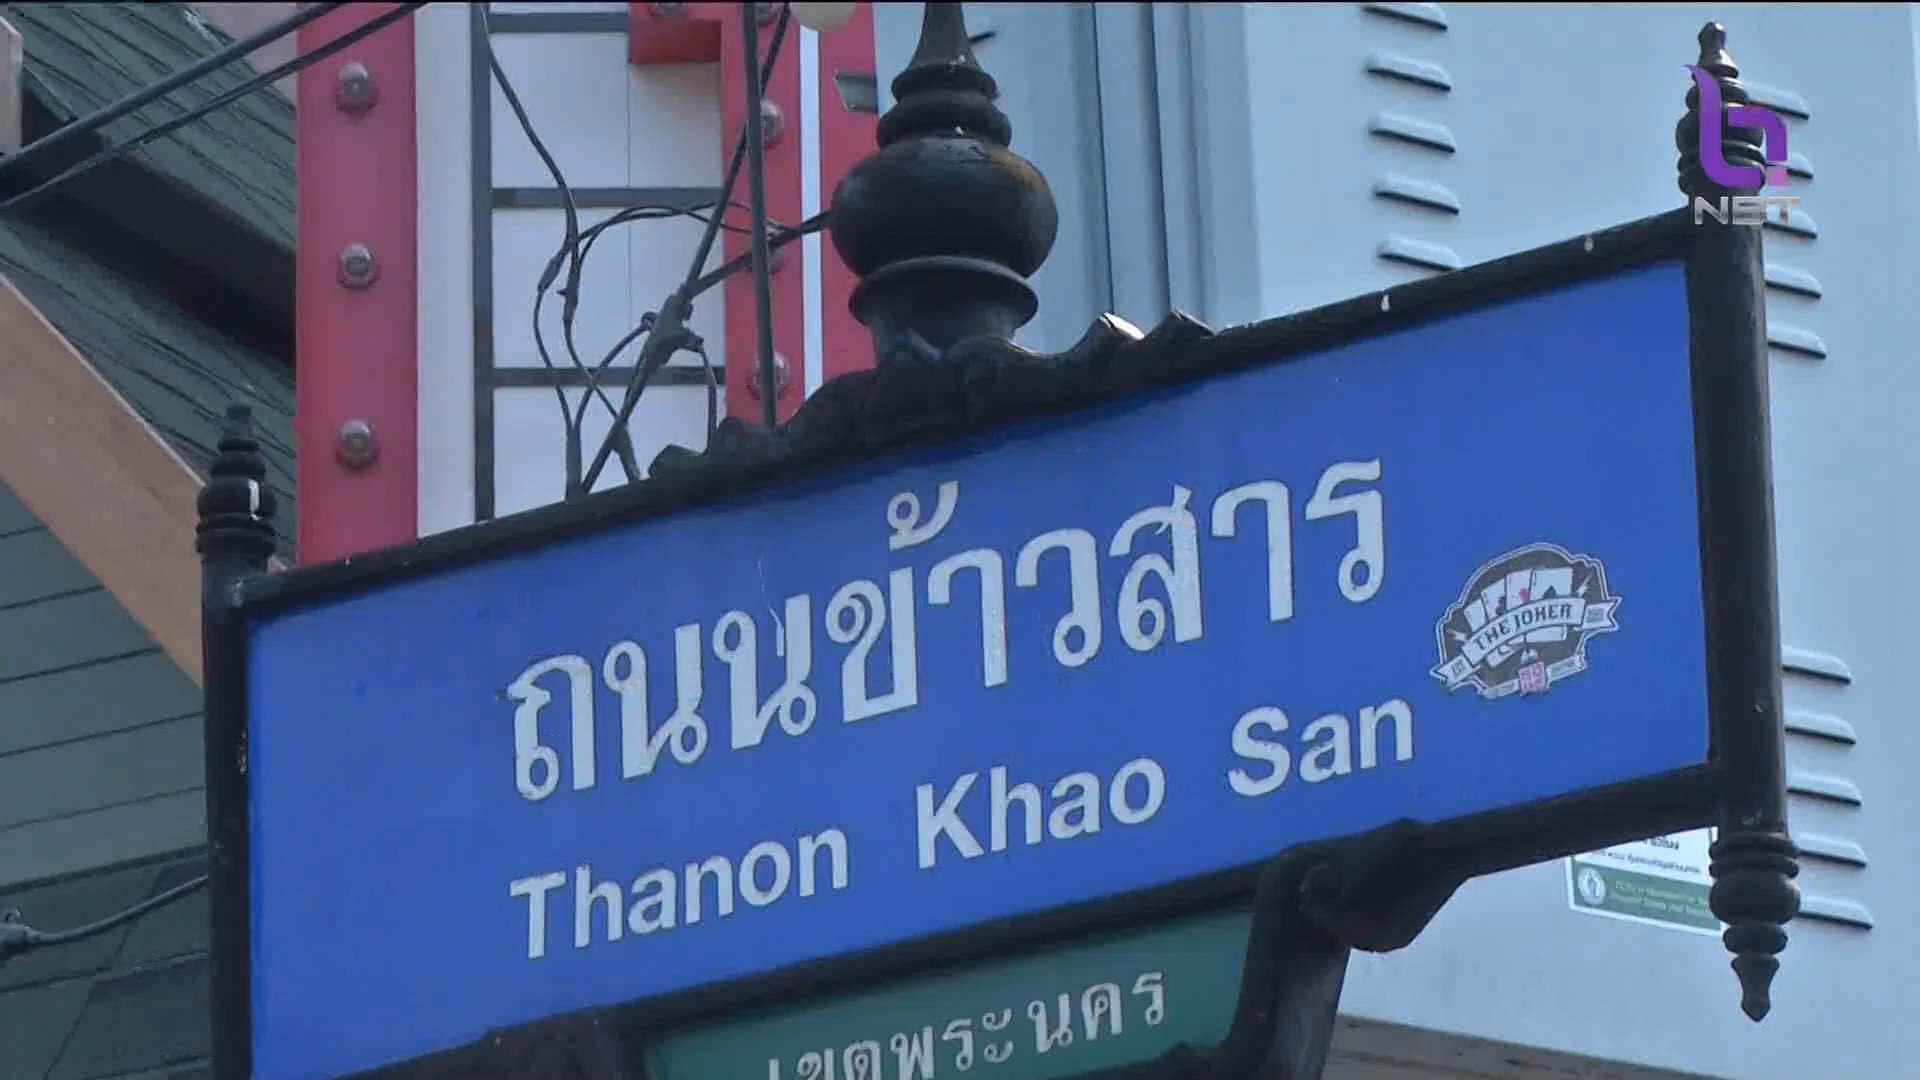 NET
ถนนข้าวสาร
THE JOKER
Thanon Khao San
เขตพระนคร